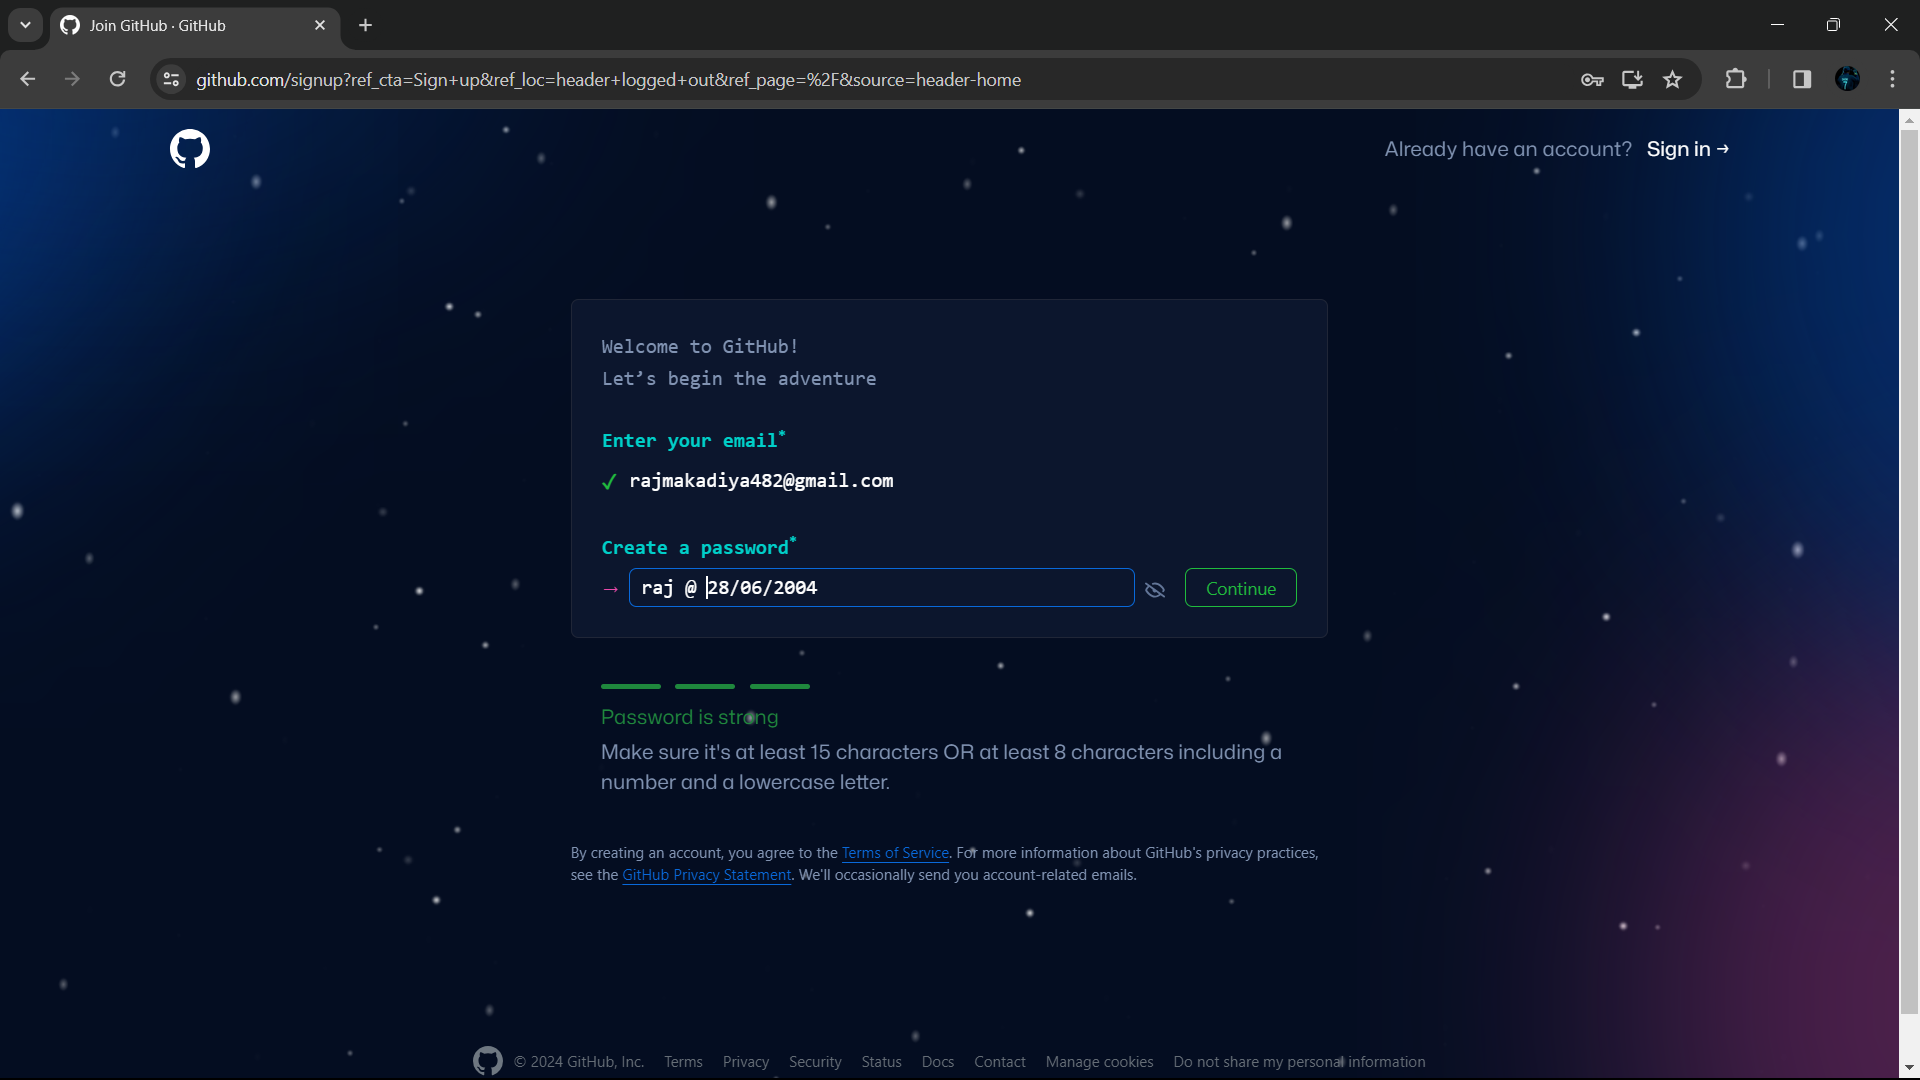 Join GitHub · GitHub
github.com/signup?ref_cta=Sign+up&ref_loc=header+logged+out&ref_page=%2F&source=header-home
Already have an account? Sign in →
Welcome to GitHub!
Let’s begin the adventure
Enter your email*
✓ rajmakadiya482@gmail.com
Create a password*
→ raj @ 28/06/2004 Continue
Password is strong
Make sure it's at least 15 characters OR at least 8 characters including a
number and a lowercase letter.
By creating an account, you agree to the Terms of Service. For more information about GitHub's privacy practices,
see the GitHub Privacy Statement. We'll occasionally send you account-related emails.
© 2024 GitHub, Inc. Terms Privacy Security Status Docs Contact Manage cookies Do not share my personal information